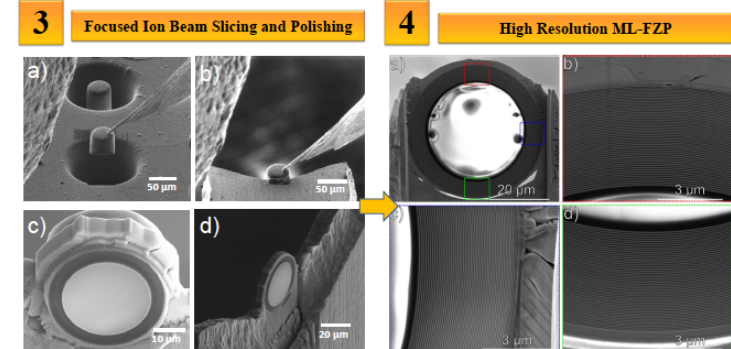 3
Focused Ion Beam Slicing and Polishing
4
High Resolution ML-FZP
a)
50 µm
b)
50 µm
c)
10 µm
d)
20 µm
a)
20 µm
b)
3 µm
3 µm
d)
3 µm